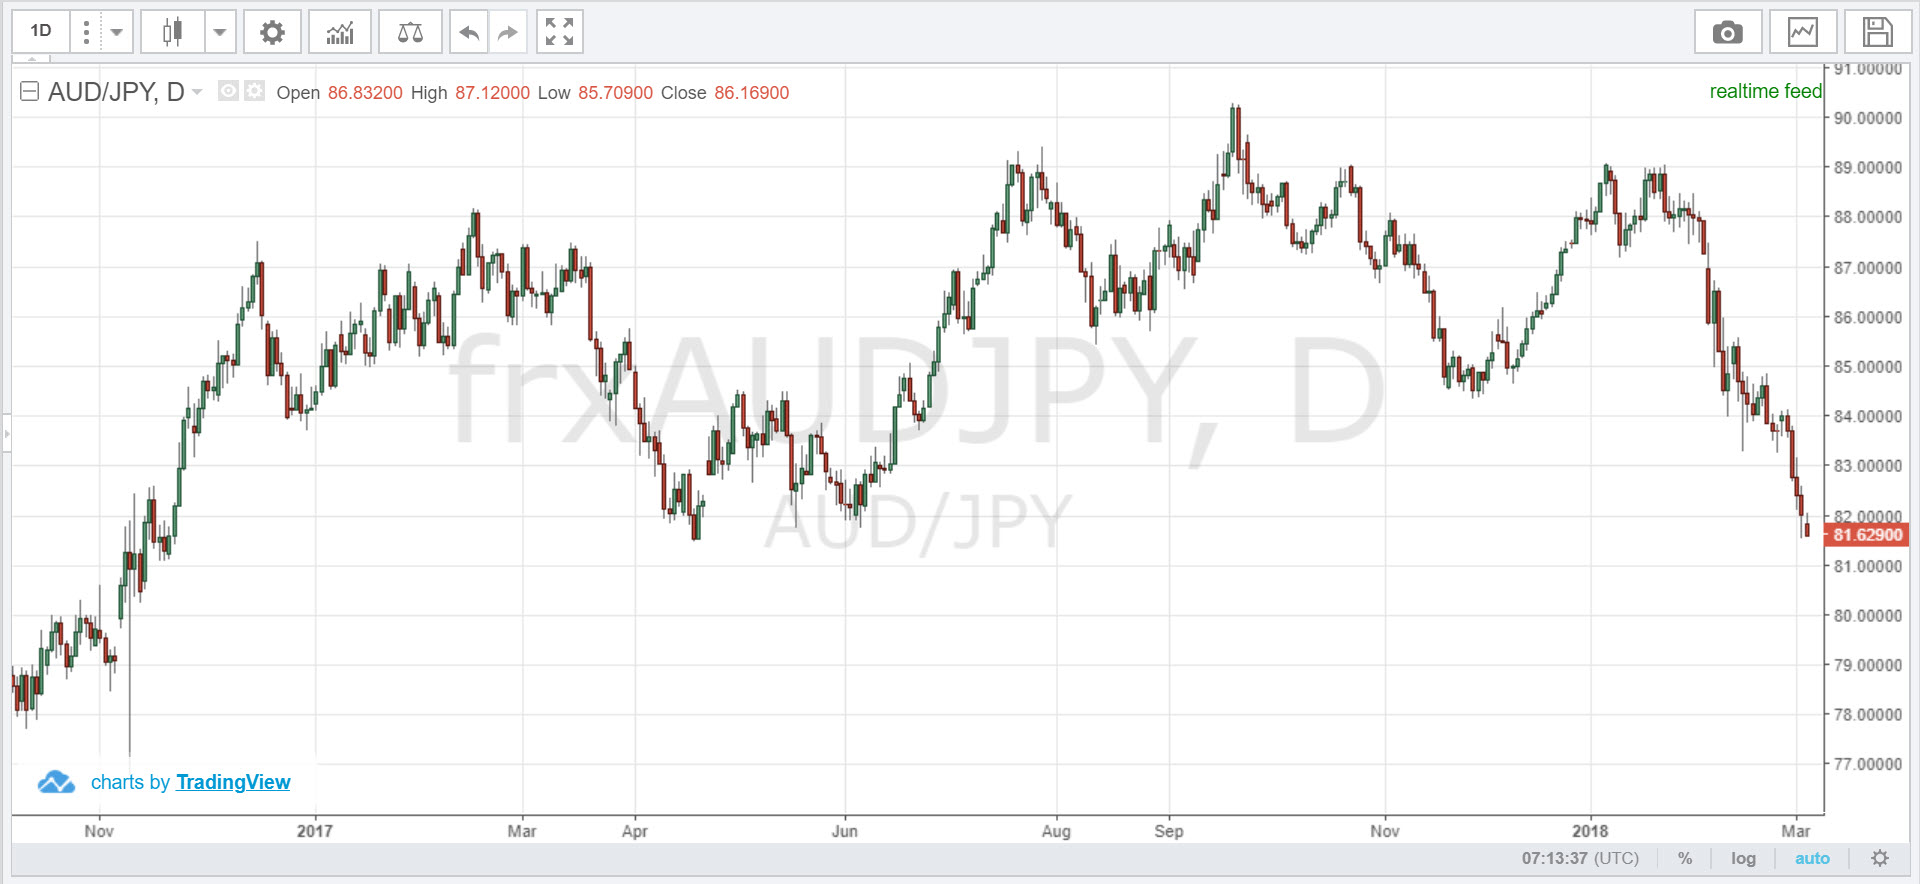 1D
AUD/JPY, D Open 86.83200 High 87.12000 Low 85.70900 Close 86.16900
realtime feed
91.00000
90.00000
89.00000
88.00000
87.00000
86.00000
85.00000
84.00000
83.00000
82.00000
81.62900
81.00000
80.00000
79.00000
78.00000
77.00000
frxAUDJPY, D
AUD/JPY
charts by TradingView
Nov 2017 Mar Apr Jun Aug Sep Nov 2018 Mar
07:13:37 (UTC) % log auto